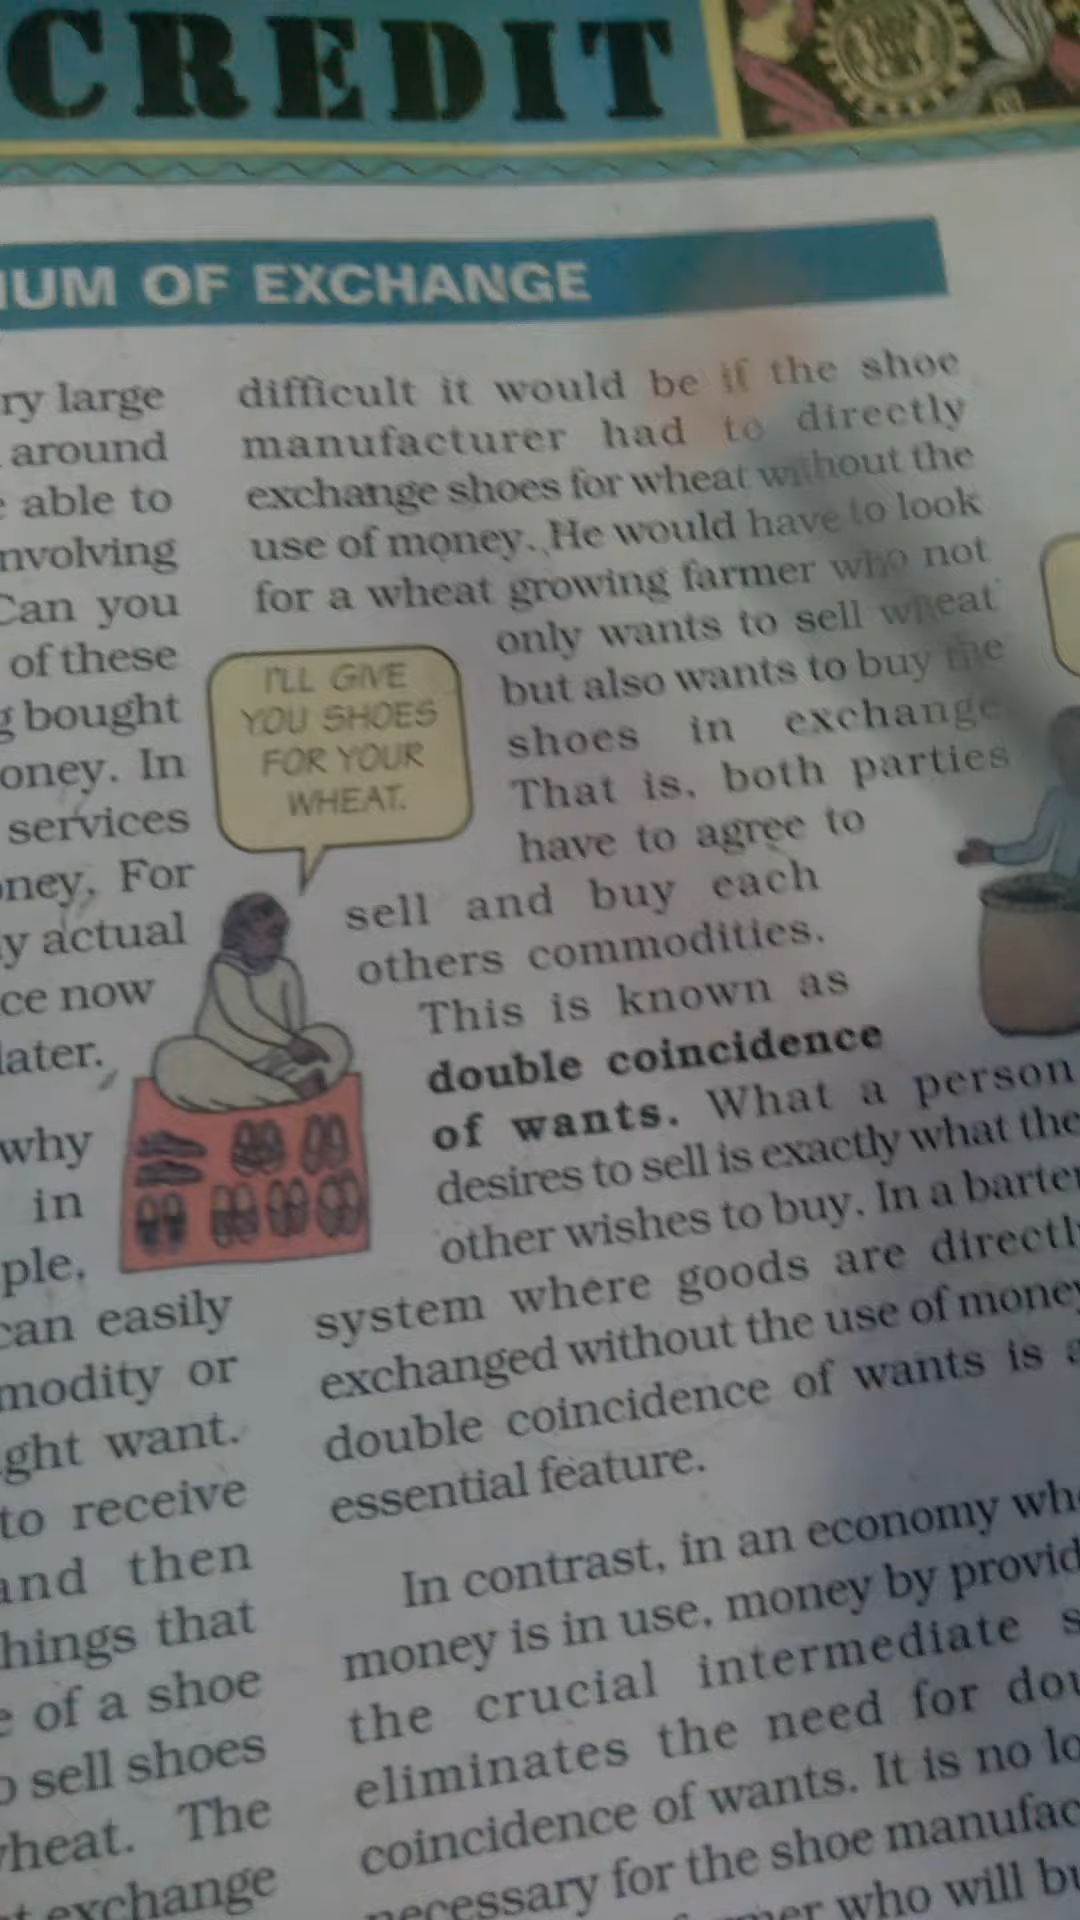 CREDIT
IUM OF EXCHANGE
ry large
around
able to
nvolving
Can you
of these
g bought
oney. In
services
oney. For
y actual
ce now
later.
why
in
ple,
can easily
modity or
ght want.
to receive
and then
hings that
e of a shoe
o sell shoes
wheat. The
exchange
difficult it would be if the shoe
manufacturer had to directly
exchange shoes for wheat without the
use of money. He would have to look
for a wheat growing farmer who not
only wants to sell wheat
but also wants to buy the
shoes in exchange
That is, both parties
have to agree to
sell and buy each
others commodities.
This is known as
double coincidence
of wants. What a person
desires to sell is exactly what the
other wishes to buy. In a barter
system where goods are directl
exchanged without the use of money
double coincidence of wants is a
essential feature.
In contrast, in an economy whe
money is in use, money by provid
the crucial intermediate s
eliminates the need for dou
coincidence of wants. It is no lo
necessary for the shoe manufac
mer who will bu
I'LL GIVE
YOU SHOES
FOR YOUR
WHEAT.